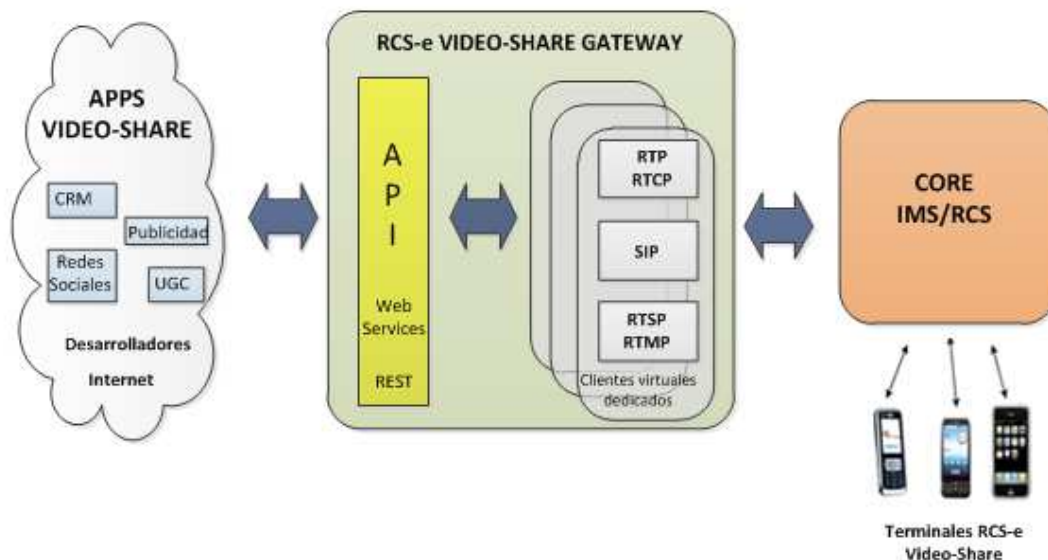 APPS
VIDEO-SHARE
CRM
Publicidad
Redes
Sociales
UGC
Desarrolladores
Internet
RCS-e VIDEO-SHARE GATEWAY
A
P
I
Web
Services
REST
RTP
RTCP
SIP
RTSP
RTMP
Clientes virtuales
dedicados
CORE
IMS/RCS
Terminales RCS-e
Video-Share